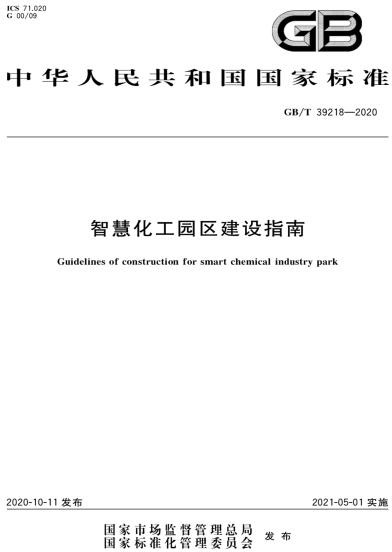 ICS 71.020
G 00/09
GB
中华人民共和国国家标准
GB/T 39218—2020
智慧化工园区建设指南
Guidelines of construction for smart chemical industry park
2020-10-11 发布
2021-05-01 实施
国家市场监督管理总局
国家标准化管理委员会 发布